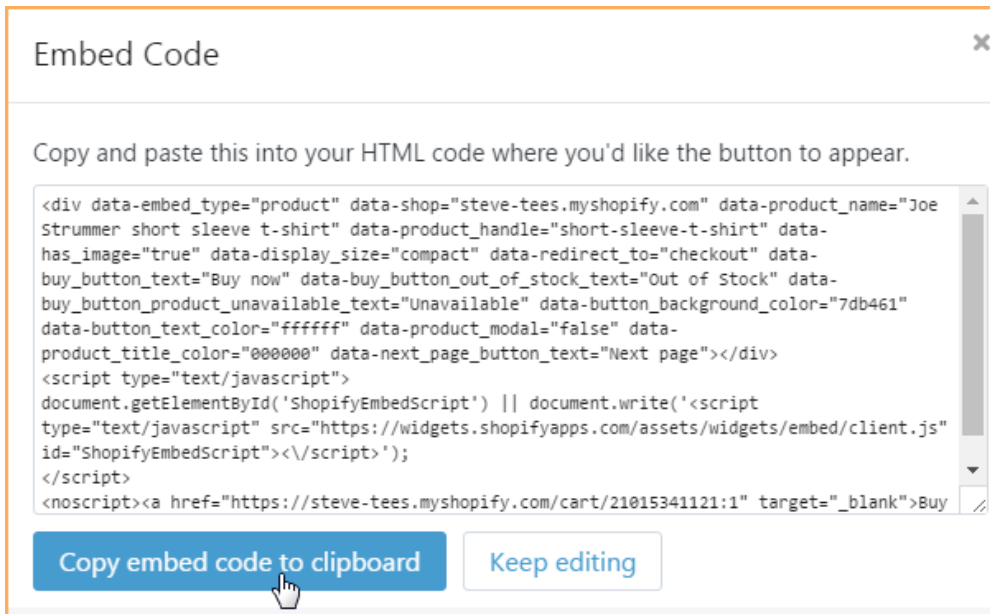 Embed Code
×
Copy and paste this into your HTML code where you'd like the button to appear.
<div data-embed_type="product" data-shop="steve-tees.myshopify.com" data-product_name="Joe
Strummer short sleeve t-shirt" data-product_handle="short-sleeve-t-shirt" data-
has_image="true" data-display_size="compact" data-redirect_to="checkout" data-
buy_button_text="Buy now" data-buy_button_out_of_stock_text="Out of Stock" data-
buy_button_product_unavailable_text="Unavailable" data-button_background_color="7db461"
data-button_text_color="ffffff" data-product_modal="false" data-
product_title_color="000000" data-next_page_button_text="Next page"></div>
<script type="text/javascript">
document.getElementById('ShopifyEmbedScript') || document.write('<script
type="text/javascript" src="https://widgets.shopifyapps.com/assets/widgets/embed/client.js"
id="ShopifyEmbedScript"><\/script>');
</script>
<noscript><a href="https://steve-tees.myshopify.com/cart/21015341121:1" target="_blank">Buy
Copy embed code to clipboard
Keep editing